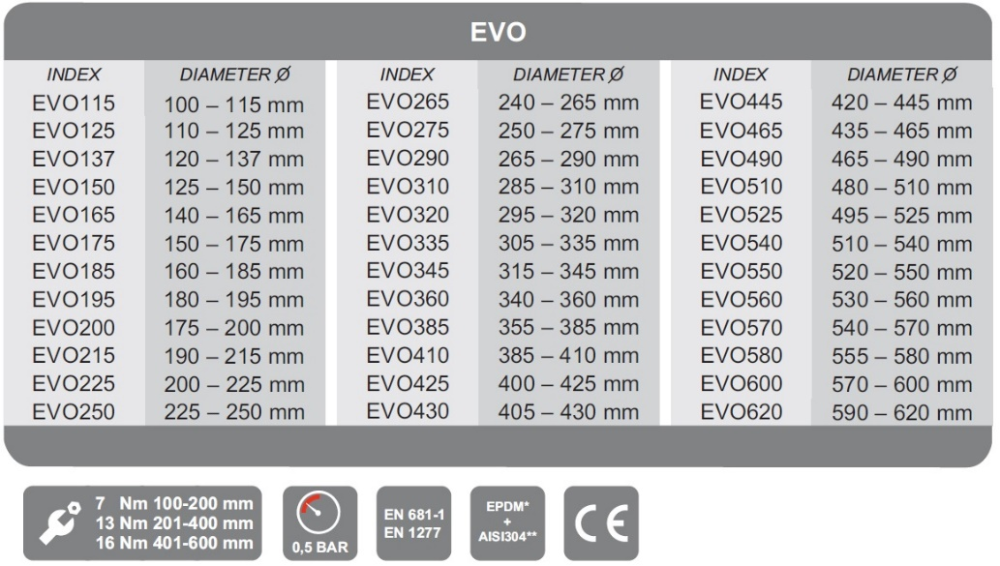 EVO
INDEX DIAMETER Ø INDEX DIAMETER Ø INDEX DIAMETER Ø
EVO115 100 – 115 mm EVO265 240 – 265 mm EVO445 420 – 445 mm
EVO125 110 – 125 mm EVO275 250 – 275 mm EVO465 435 – 465 mm
EVO137 120 – 137 mm EVO290 265 – 290 mm EVO490 465 – 490 mm
EVO150 125 – 150 mm EVO310 285 – 310 mm EVO510 480 – 510 mm
EVO165 140 – 165 mm EVO320 295 – 320 mm EVO525 495 – 525 mm
EVO175 150 – 175 mm EVO335 305 – 335 mm EVO540 510 – 540 mm
EVO185 160 – 185 mm EVO345 315 – 345 mm EVO550 520 – 550 mm
EVO195 180 – 195 mm EVO360 340 – 360 mm EVO560 530 – 560 mm
EVO200 175 – 200 mm EVO385 355 – 385 mm EVO570 540 – 570 mm
EVO215 190 – 215 mm EVO410 385 – 410 mm EVO580 555 – 580 mm
EVO225 200 – 225 mm EVO425 400 – 425 mm EVO600 570 – 600 mm
EVO250 225 – 250 mm EVO430 405 – 430 mm EVO620 590 – 620 mm
7 Nm 100-200 mm
13 Nm 201-400 mm
16 Nm 401-600 mm
0,5 BAR
EN 681-1
EN 1277
EPDM*
+
AISI304**
CE